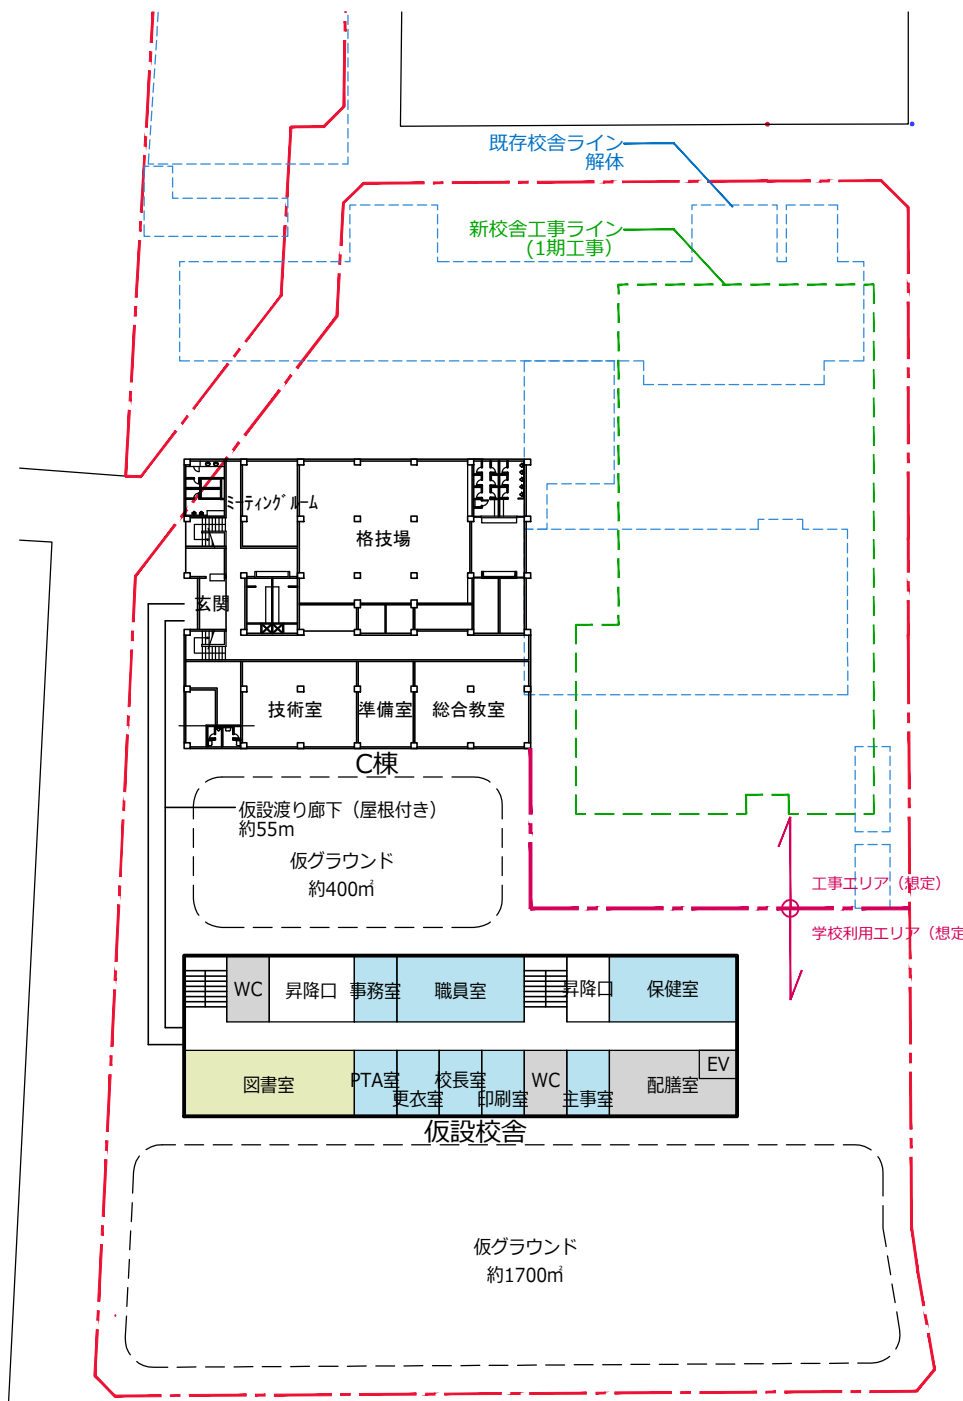 既存校舎ライン
解体
新校舎工事ライン
(1期工事)
ミーティングルーム
格技場
玄関
技術室
準備室
総合教室
C棟
仮設渡り廊下（屋根付き）
約55m
仮グラウンド
約400㎡
工事エリア（想定）
学校利用エリア（想定
WC
昇降口
事務室
職員室
昇降口
保健室
図書室
PTA室
更衣室
校長室
印刷室
WC
主事室
配膳室
EV
仮設校舎
仮グラウンド
約1700㎡